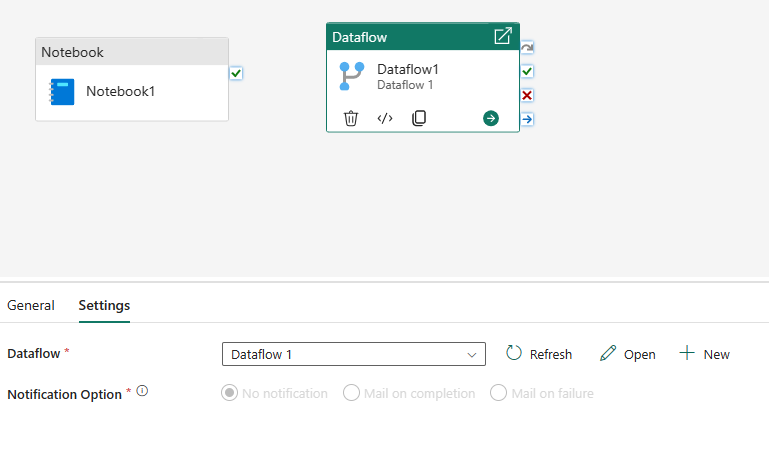 Notebook
Notebook1
Dataflow
Dataflow1
Dataflow 1
</>
General Settings
Dataflow * Dataflow 1 Refresh Open New
Notification Option * No notification Mail on completion Mail on failure